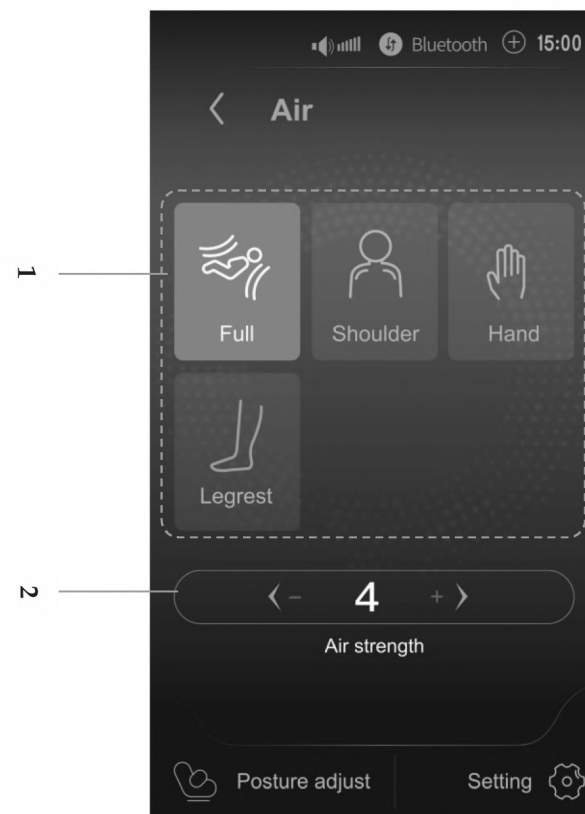 Bluetooth 15:00
Air
Full Shoulder Hand
Legrest
1
2
- 4 +
Air strength
Posture adjust Setting